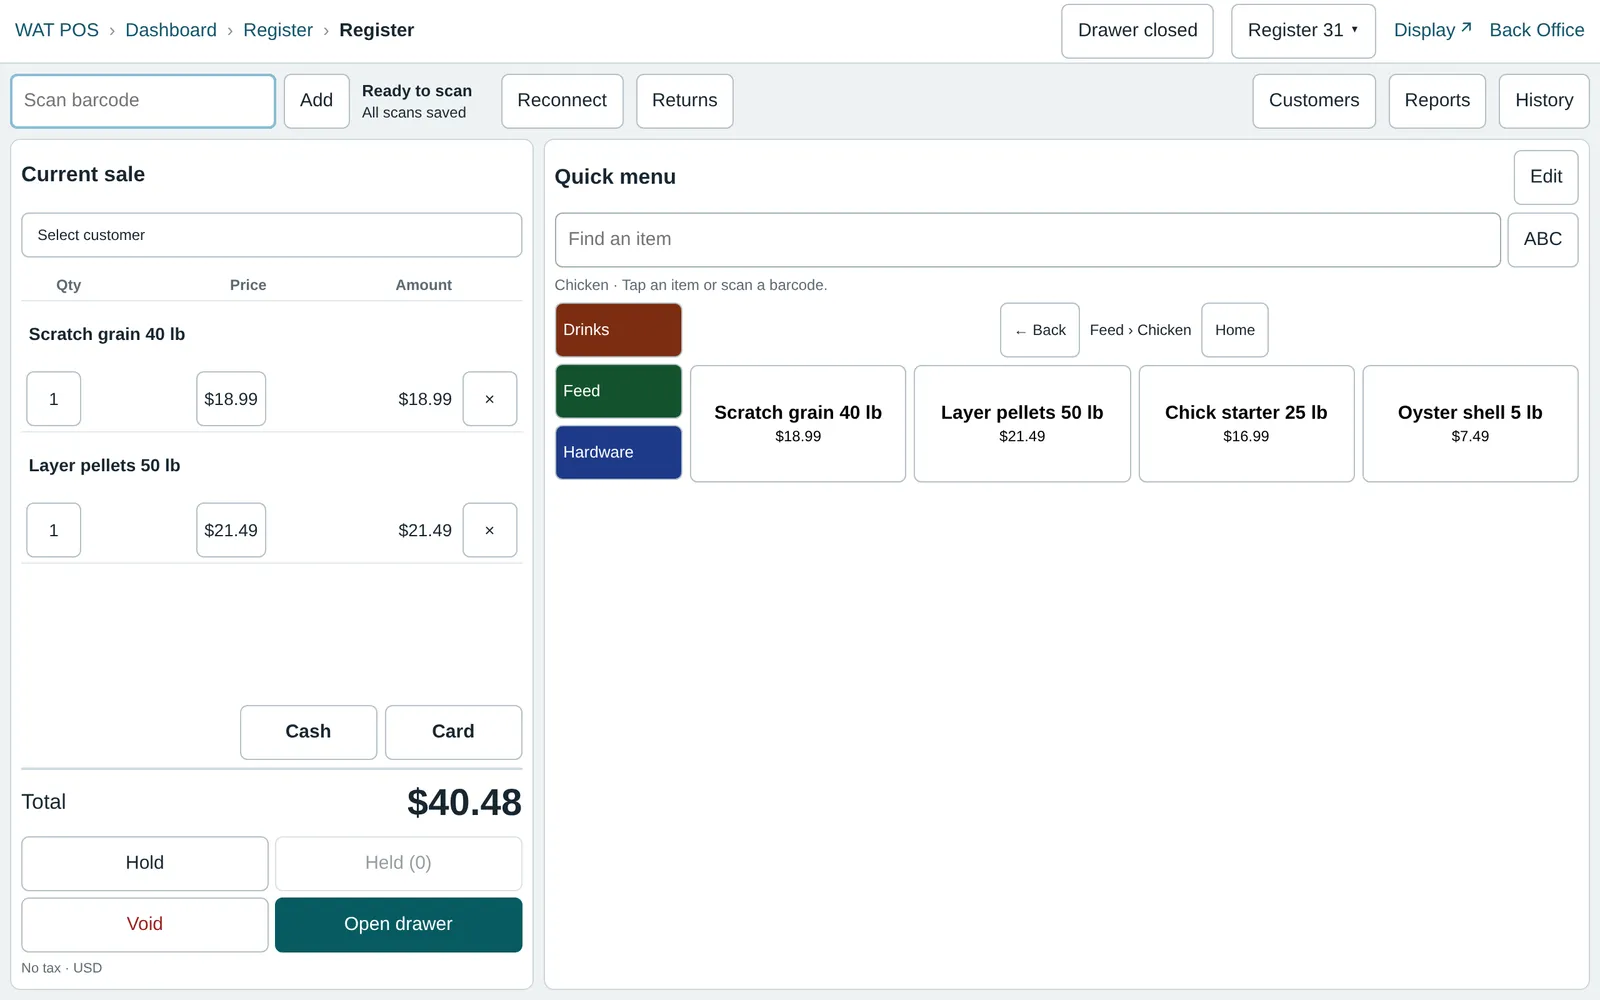 WAT POS › Dashboard › Register › Register
Drawer closed
Register 31 ▾
Display ↗
Back Office
Scan barcode
Add
Ready to scan
All scans saved
Reconnect
Returns
Customers
Reports
History
Current sale
Select customer
Qty Price Amount
Scratch grain 40 lb
1 $18.99 $18.99 ×
Layer pellets 50 lb
1 $21.49 $21.49 ×
Cash
Card
Total $40.48
Hold
Held (0)
Void
Open drawer
No tax · USD
Quick menu
Edit
Find an item
ABC
Chicken · Tap an item or scan a barcode.
Drinks
Feed
Hardware
← Back
Feed › Chicken
Home
Scratch grain 40 lb
$18.99
Layer pellets 50 lb
$21.49
Chick starter 25 lb
$16.99
Oyster shell 5 lb
$7.49